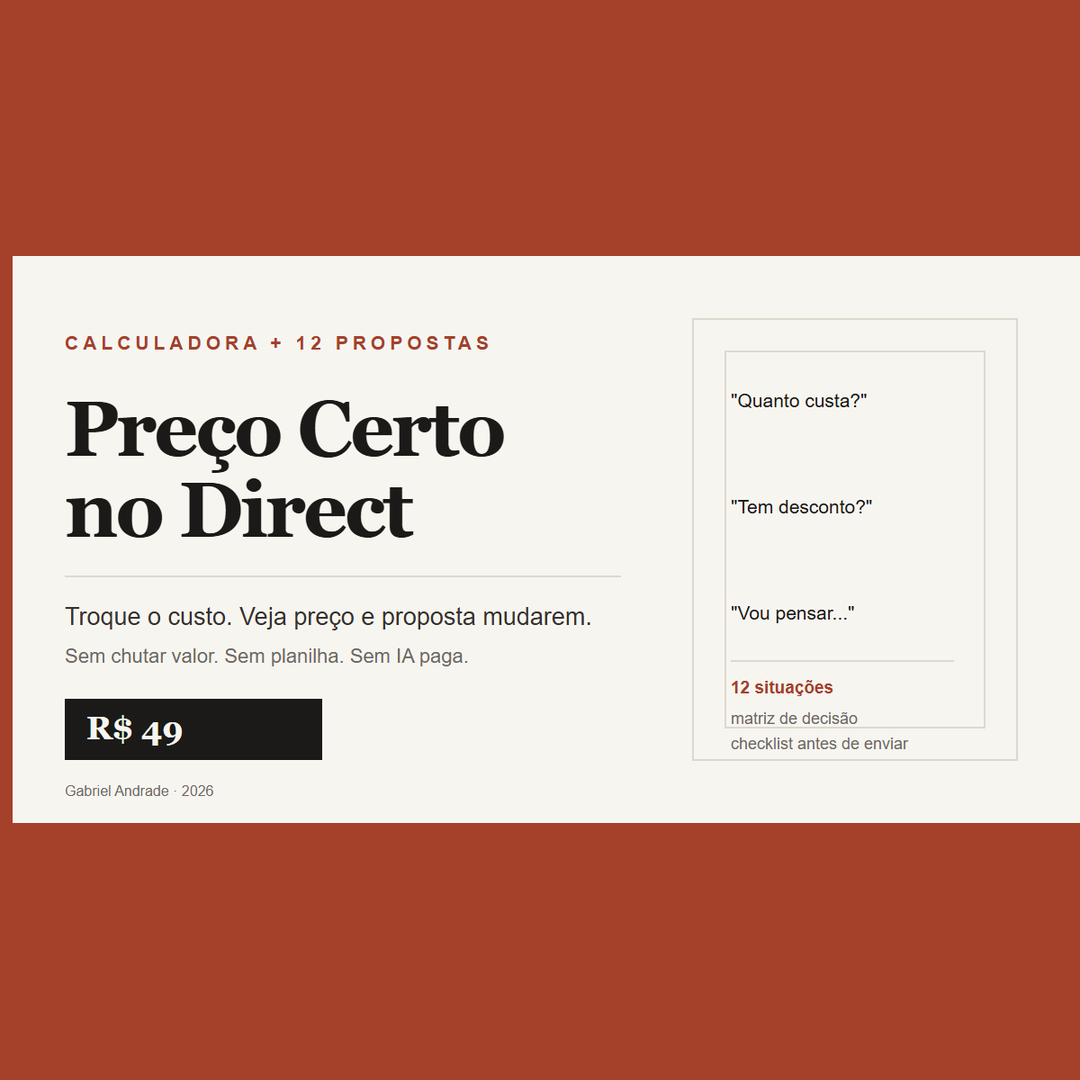 CALCULADORA + 12 PROPOSTAS
Preço Certo
no Direct
Troque o custo. Veja preço e proposta mudarem.
Sem chutar valor. Sem planilha. Sem IA paga.
R$ 49
Gabriel Andrade · 2026
"Quanto custa?"
"Tem desconto?"
"Vou pensar..."
12 situações
matriz de decisão
checklist antes de enviar